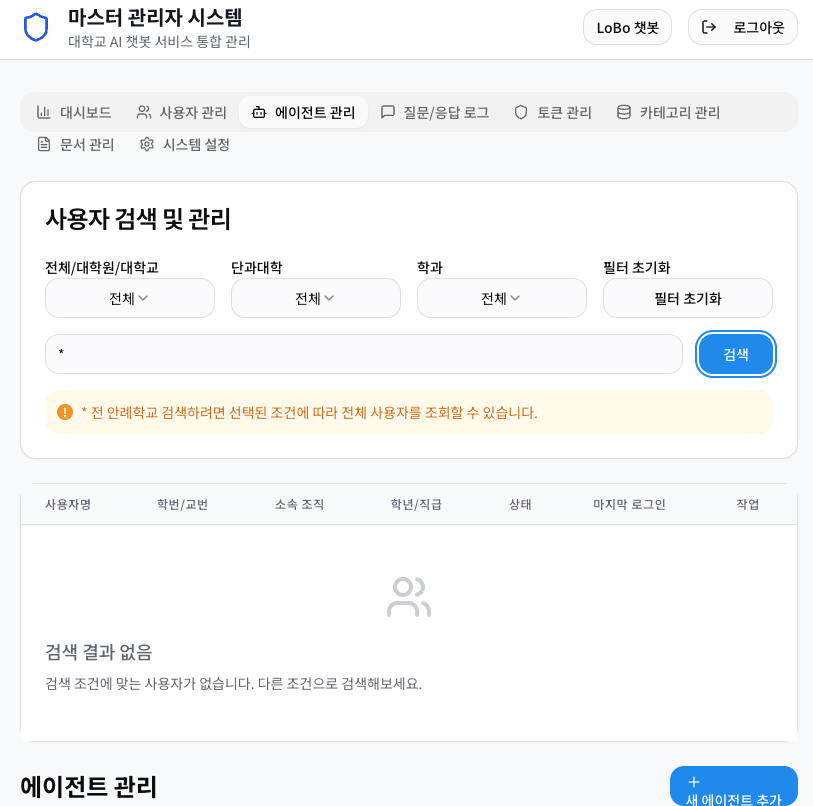 마스터 관리자 시스템
대학교 AI 챗봇 서비스 통합 관리
LoBo 챗봇
로그아웃
대시보드 사용자 관리 에이전트 관리 질문/응답 로그 토큰 관리 카테고리 관리
문서 관리 시스템 설정
사용자 검색 및 관리
전체/대학원/대학교 단과대학 학과 필터 초기화
전체 전체 전체 필터 초기화
* 검색
* 전 안례학교 검색하려면 선택된 조건에 따라 전체 사용자를 조회할 수 있습니다.
사용자명 학번/교번 소속 조직 학년/직급 상태 마지막 로그인 작업
검색 결과 없음
검색 조건에 맞는 사용자가 없습니다. 다른 조건으로 검색해보세요.
에이전트 관리
새 에이전트 추가